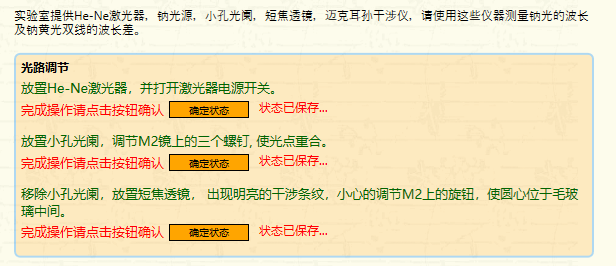 实验室提供He-Ne激光器，钠光源，小孔光阑，短焦透镜，迈克耳孙干涉仪，请使用这些仪器测量钠光的波长
及钠黄光双线的波长差。
光路调节
放置He-Ne激光器，并打开激光器电源开关。
完成操作请点击按钮确认 确定状态 状态已保存...
放置小孔光阑，调节M2镜上的三个螺钉, 使光点重合。
完成操作请点击按钮确认 确定状态 状态已保存...
移除小孔光阑，放置短焦透镜， 出现明亮的干涉条纹，小心的调节M2上的旋钮，使圆心位于毛玻
璃中间。
完成操作请点击按钮确认 确定状态 状态已保存...